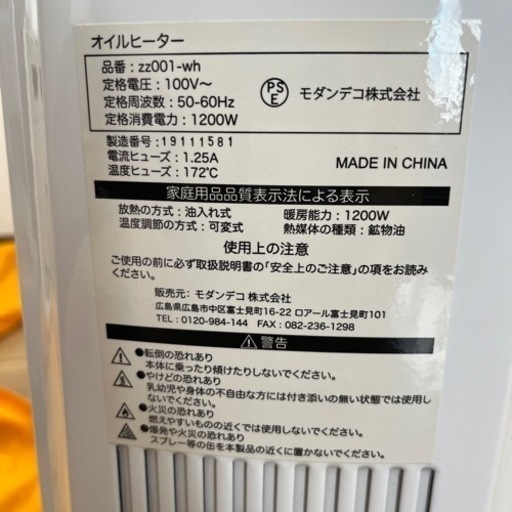 オイルヒーター
品番：zz001-wh
定格電圧：100V～
定格周波数：50-60Hz
定格消費電力：1200W
PSE
モダンデコ株式会社
製造番号：19111581
電流ヒューズ：1.25A
温度ヒューズ：172℃
MADE IN CHINA
家庭用品品質表示法による表示
放熱の方式：油入れ式 暖房能力：1200W
温度調節の方式：可変式 熱媒体の種類：鉱物油
使用上の注意
ご使用の前に必ず取扱説明書の「安全上のご注意」の項をお読み
ください。
販売元：モダンデコ 株式会社
広島県広島市中区富士見町16-22 ロアール富士見町101
TEL：0120-984-144 FAX：082-236-1298
警告
●転倒の恐れあり
本体に乗ったり傾けたりしないでください。
●やけどの恐れあり
乳幼児や身体の不自由な方には付き添いの無い状態では使用し
ないでください。
●火災の恐れあり
燃えやすいものの近くでは使用しないでください。
●爆発や火災の恐れあり
スプレー等の缶を本製品の近くに置かないでください。